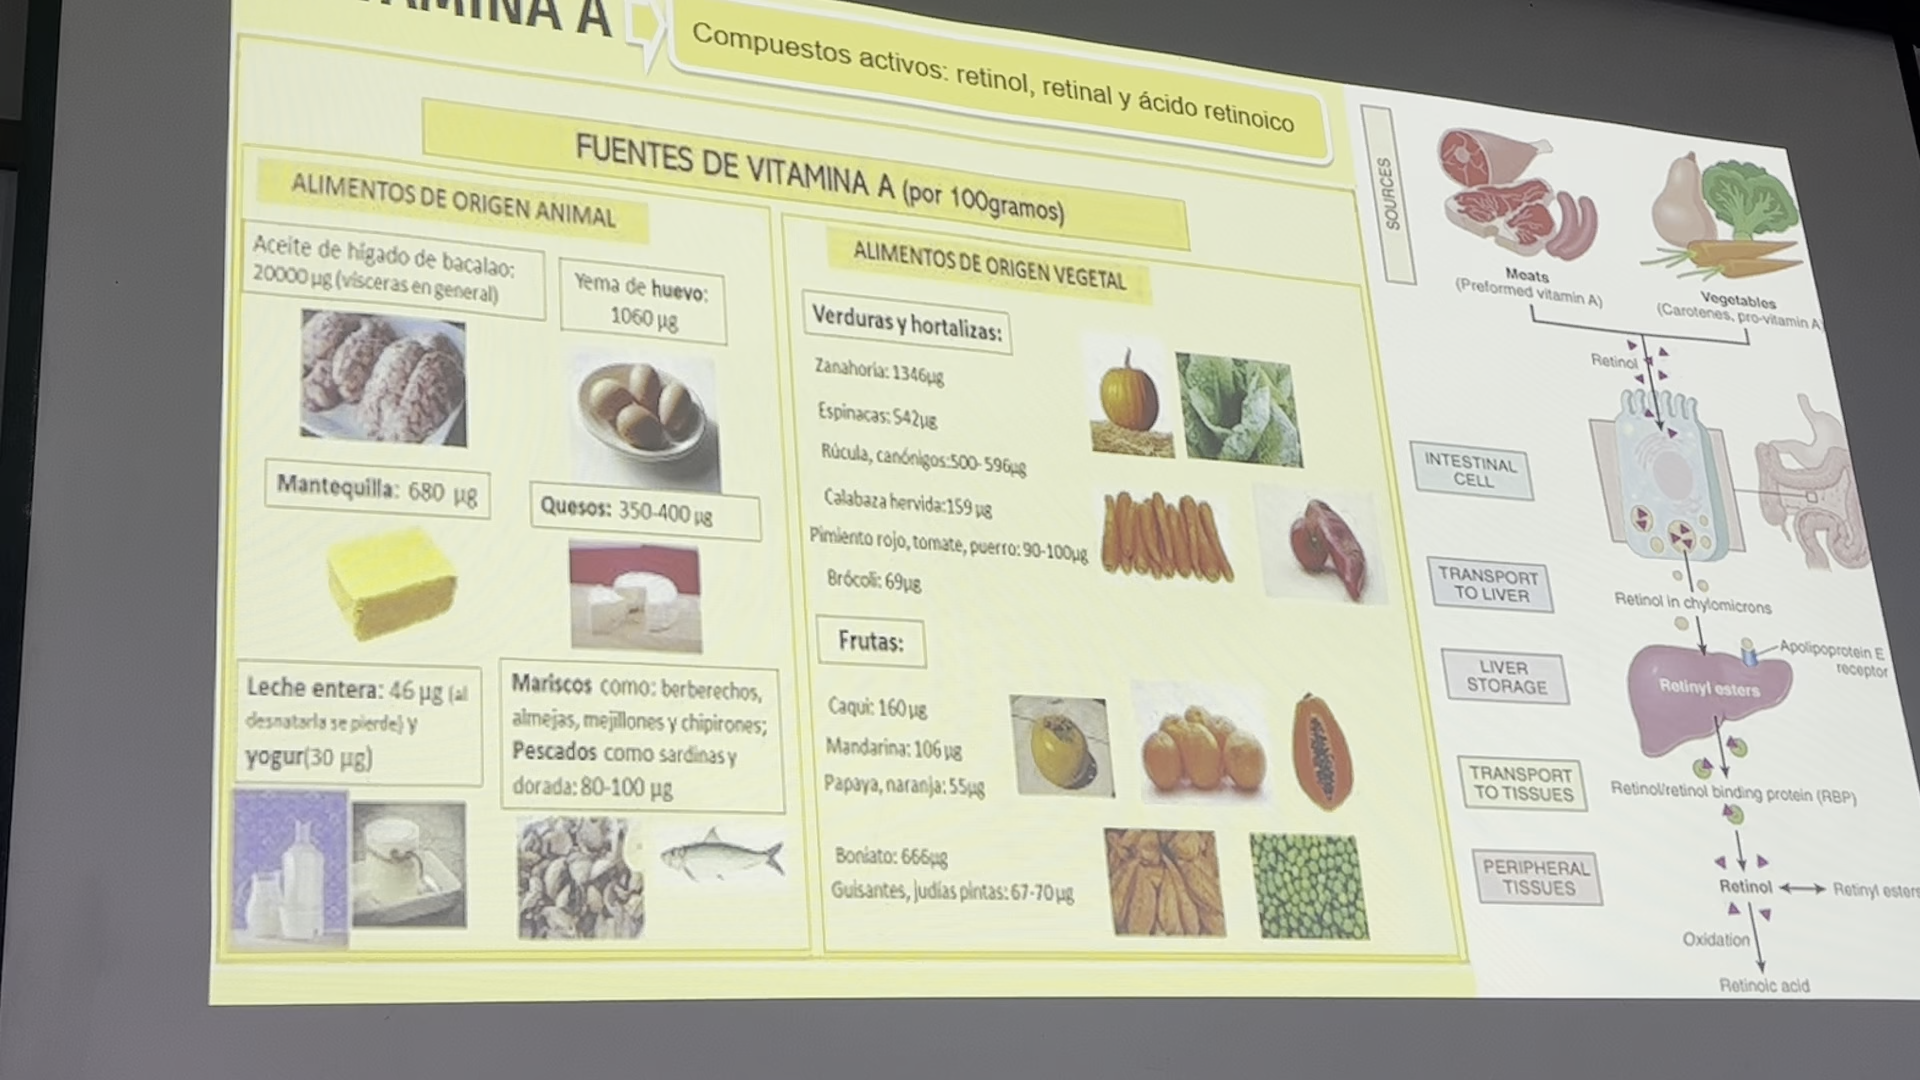 VITAMINA A
Compuestos activos: retinol, retinal y ácido retinoico
FUENTES DE VITAMINA A (por 100gramos)
ALIMENTOS DE ORIGEN ANIMAL
Aceite de hígado de bacalao:
20000 µg (vísceras en general)
Yema de huevo:
1060 µg
Mantequilla: 680 µg
Quesos: 350-400 µg
Leche entera: 46 µg (al
desnatarla se pierde) y
yogur(30 µg)
Mariscos como: berberechos,
almejas, mejillones y chipirones;
Pescados como sardinas y
dorada: 80-100 µg
ALIMENTOS DE ORIGEN VEGETAL
Verduras y hortalizas:
Zanahoria: 1346µg
Espinacas: 542µg
Rúcula, canónigos:500- 596µg
Calabaza hervida:159 µg
Pimiento rojo, tomate, puerro: 90-100µg
Brócoli: 69µg
Frutas:
Caqui: 160 µg
Mandarina: 106 µg
Papaya, naranja: 55µg
Boniato: 666µg
Guisantes, judías pintas: 67-70 µg
SOURCES
Meats
(Preformed vitamin A)
Vegetables
(Carotenes, pro-vitamin A)
Retinol
INTESTINAL
CELL
TRANSPORT
TO LIVER
Retinol in chylomicrons
Apolipoprotein E
receptor
LIVER
STORAGE
Retinyl esters
TRANSPORT
TO TISSUES
Retinol/retinol binding protein (RBP)
PERIPHERAL
TISSUES
Retinol
Retinyl esters
Oxidation
Retinoic acid